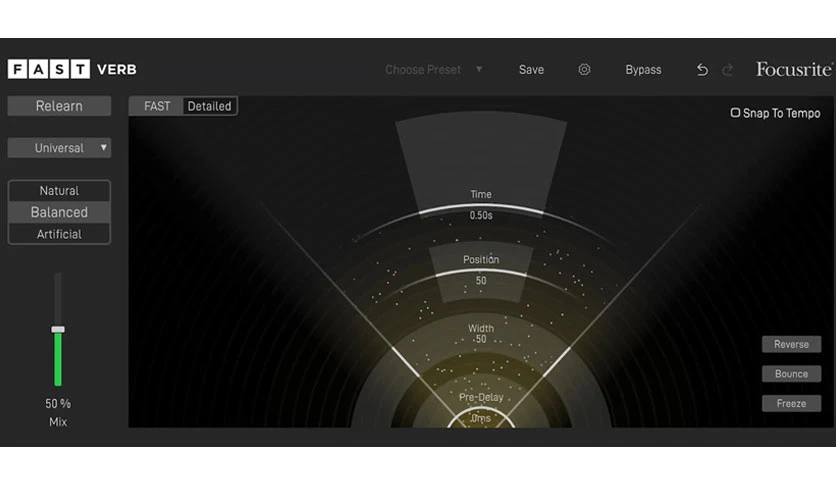 FAST VERB
Choose Preset
Save
Bypass
Focusrite
Relearn
FAST
Detailed
Snap To Tempo
Universal
Natural
Balanced
Artificial
Time
0.50s
Position
50
Width
50
Pre-Delay
0ms
Reverse
Bounce
Freeze
50 %
Mix